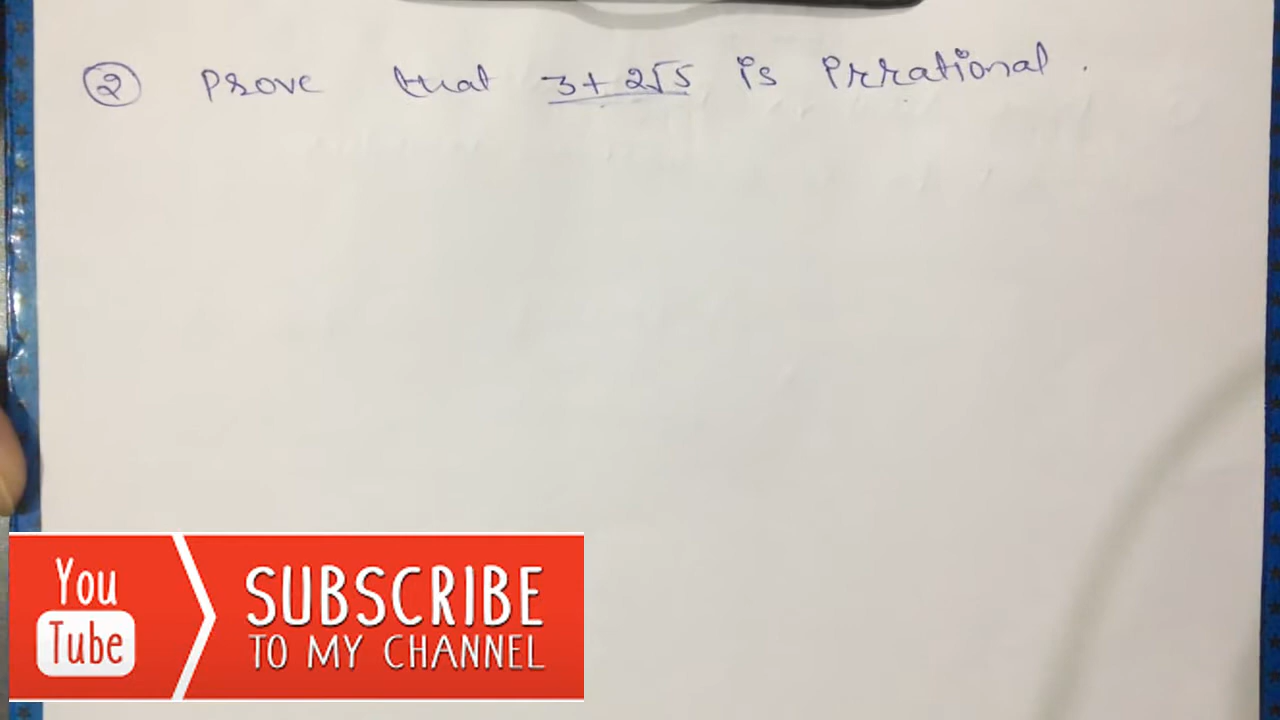 ② Prove that 3+2√5 is Irrational.
You
Tube
SUBSCRIBE
TO MY CHANNEL